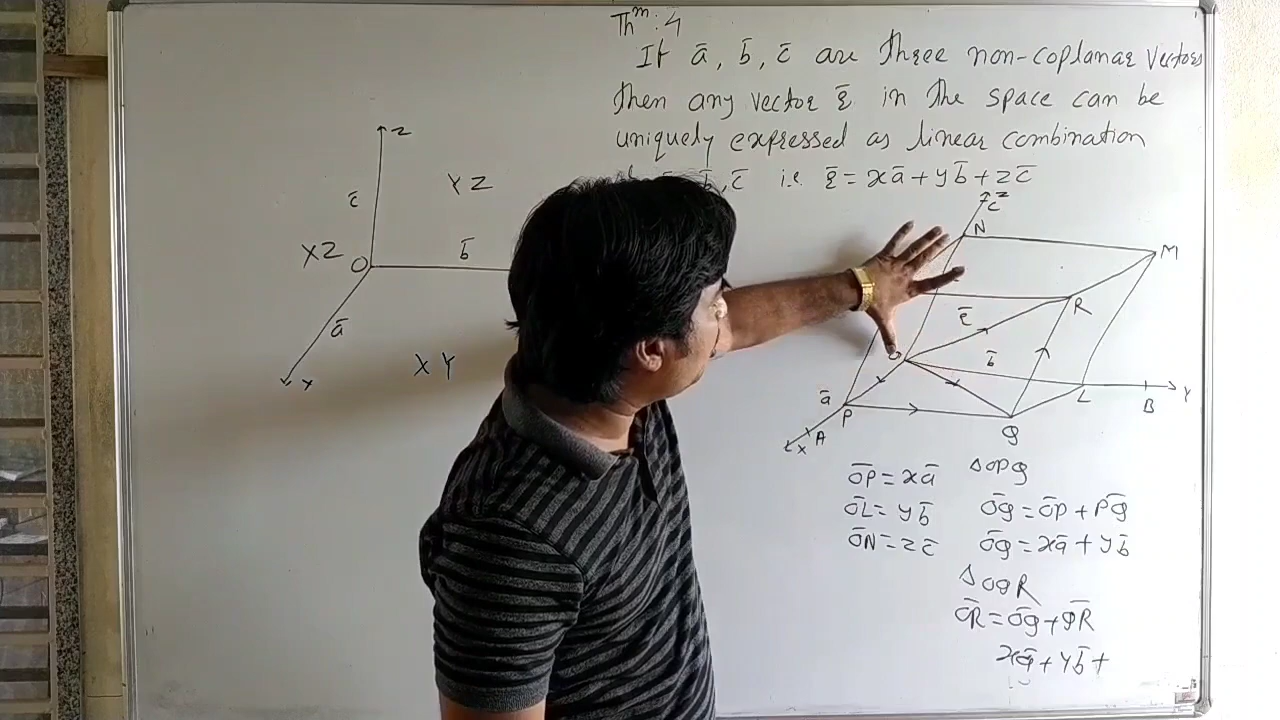 Thm: 4
If ā, b̄, c̄ are three non-coplanar vectors
then any vector r̄ in the space can be
uniquely expressed as linear combination
b̄, c̄ i.e r̄ = xā + yb̄ + zc̄
Z
c̄
YZ
XZ
O
b̄
ā
X
XY
Z
c̄
N
M
R
r̄
O
b̄
ā
P
L
B
Y
Q
A
X
ŌP = xā
ŌL = yb̄
ŌN = zc̄
ΔOPQ
ŌQ = ŌP + PQ̄
ŌQ = xā + yb̄
ΔOQR
ŌR = ŌQ + QR̄
xā + yb̄ +